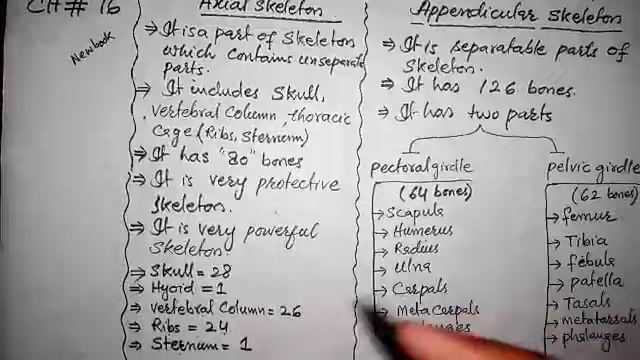 CH# 16
Newbook
Axial Skeleton
⇒ It is a part of Skeleton
which contains unseparate
parts.
⇒ It includes Skull,
vertebral Column, thoracic
Cage (Ribs, Sternum)
⇒ It has "80" bones
⇒ It is very protective
Skeleton.
⇒ It is very powerful
Skeleton.
⇒ Skull = 28
⇒ Hyoid = 1
⇒ vertebral Column = 26
⇒ Ribs = 24
⇒ Sternum = 1
Appendicular Skeleton
⇒ It is separatable parts of
Skeleton.
⇒ It has 126 bones.
⇒ It has two parts
pectoral girdle
(64 bones)
→ Scapula
→ Humerus
→ Radius
→ ulna
→ Carpals
→ Meta Carpals
pelvic girdle
(62 bones)
→ femur
→ Tibia
→ febula
→ patella
→ Tasals
→ metatarsals
→ phalanges